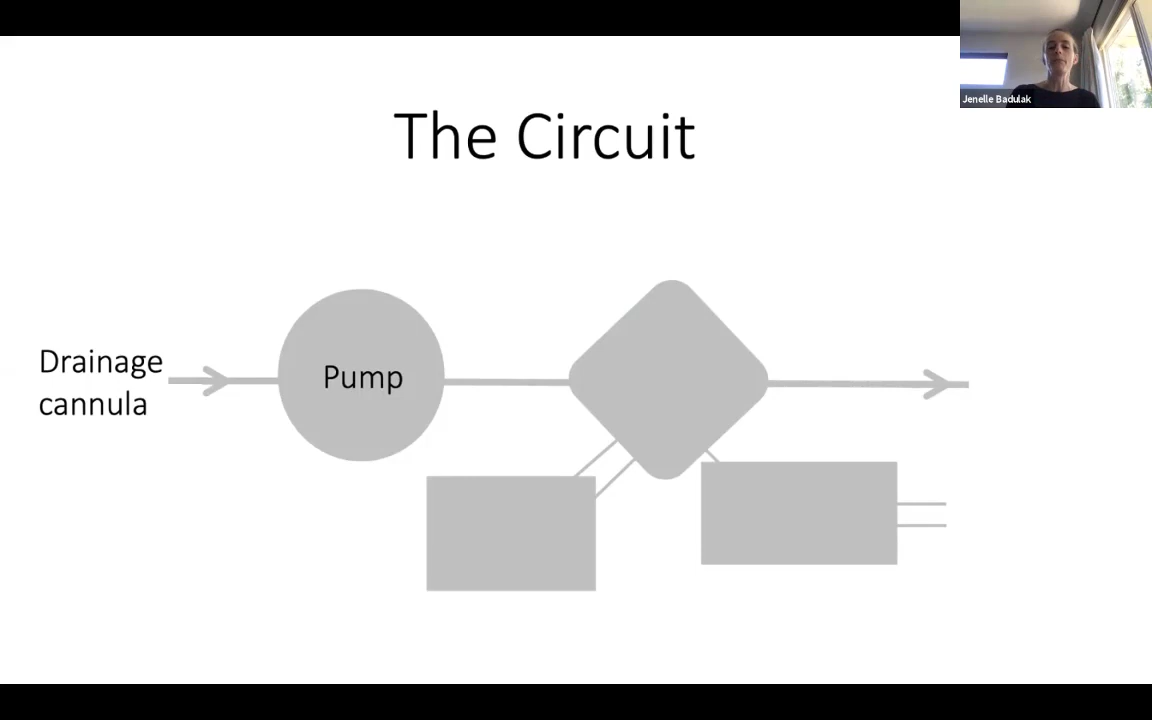 Jenelle Badulak
The Circuit
Drainage
cannula
Pump